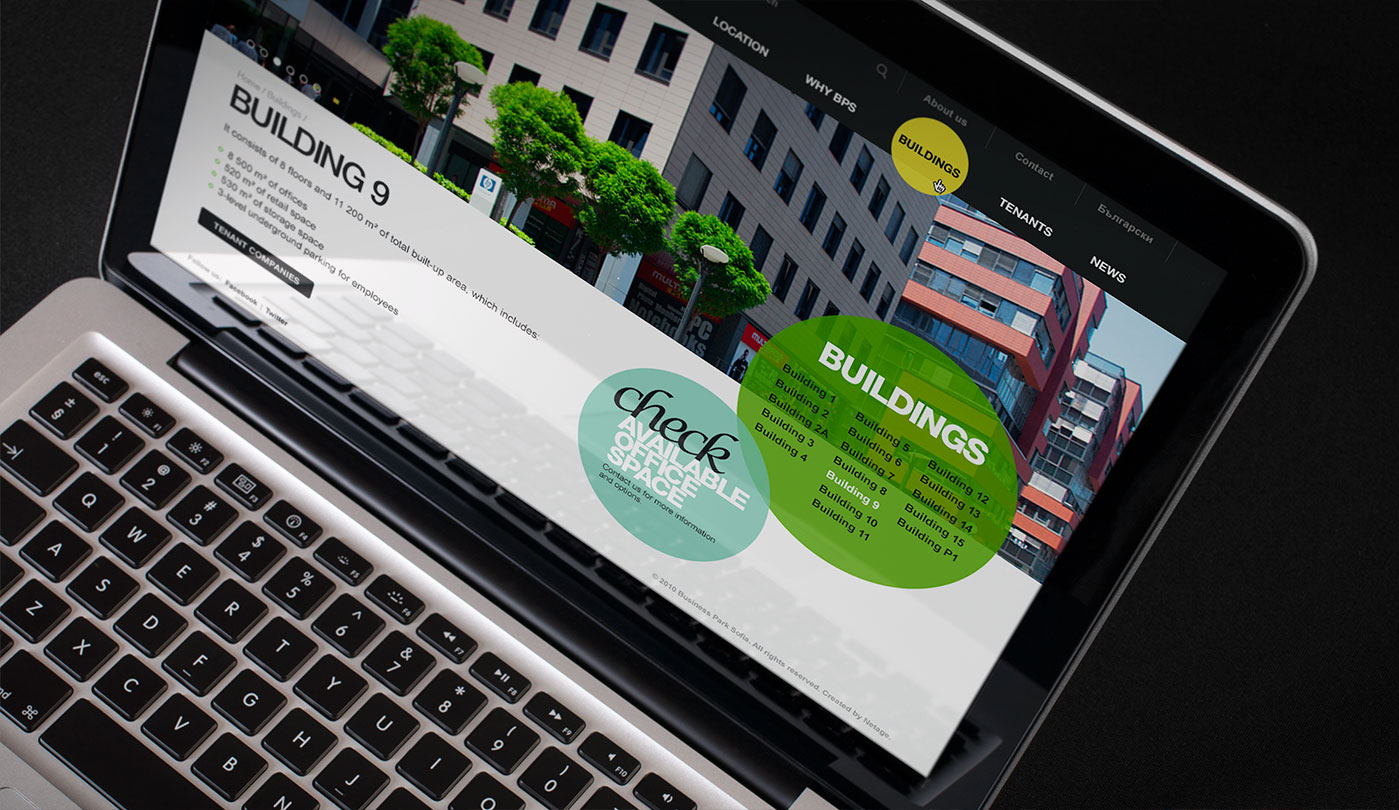 LOCATION
WHY BPS
BUILDINGS
TENANTS
NEWS
About us
Contact
Български
Home / Buildings /
BUILDING 9
It consists of 8 floors and 11 200 m² of total built-up area, which includes:
8 500 m² of offices
520 m² of retail space
530 m² of storage space
3-level underground parking for employees
TENANT COMPANIES
Follow us: Facebook | Twitter
hp
PC
Notebooks
check
AVAILABLE
OFFICE
SPACE
Contact us for more information
and options.
BUILDINGS
Building 1
Building 2
Building 2A
Building 3
Building 4
Building 5
Building 6
Building 7
Building 8
Building 9
Building 10
Building 11
Building 12
Building 13
Building 14
Building 15
Building P1
© 2010 Business Park Sofia. All rights reserved. Created by Netage.
esc
F1
F2
F3
F4
F5
F6
F7
F8
F9
F10
$ *
! 1
@ 2
# 3
$ 4
% 5
^ 6
& 7
* 8
( 9
) 0
Q
W
E
R
T
Y
U
I
O
A
S
D
F
G
H
J
Z
X
C
V
B
N
⌘